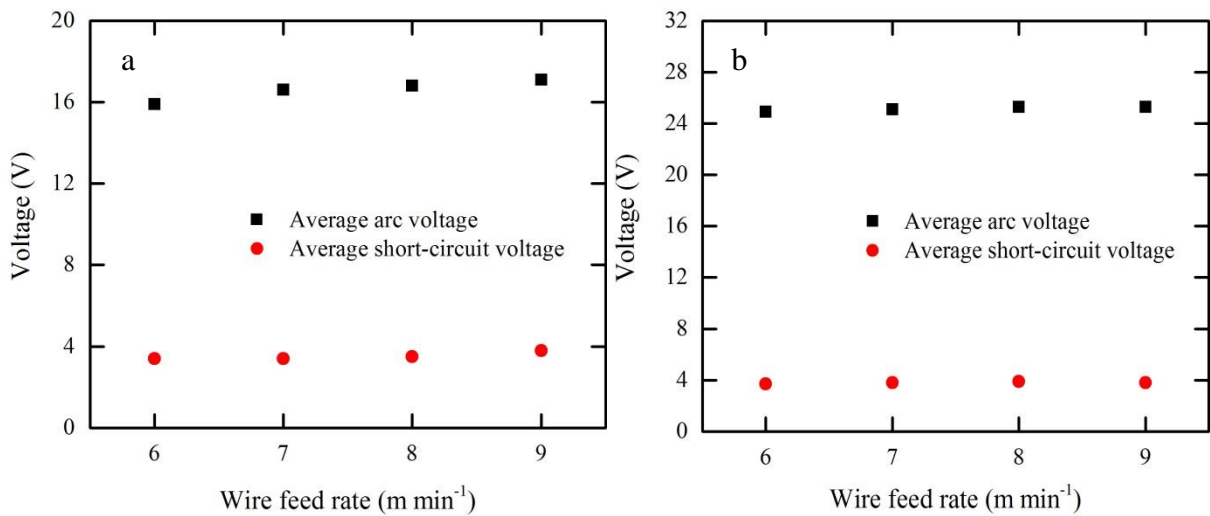 a
Voltage (V)
20
16
12
8
4
0
Average arc voltage
Average short-circuit voltage
6 7 8 9
Wire feed rate (m min⁻¹)
b
Voltage (V)
32
28
24
20
16
12
8
4
0
Average arc voltage
Average short-circuit voltage
6 7 8 9
Wire feed rate (m min⁻¹)